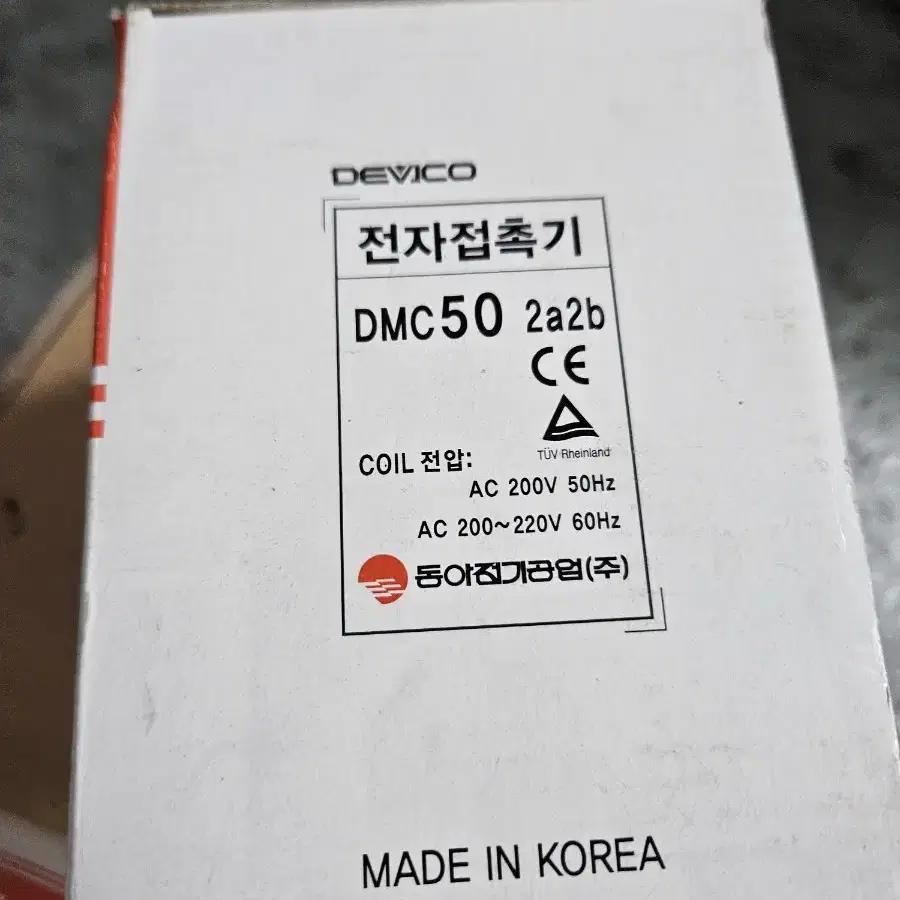 DEVICO
전자접촉기
DMC50 2a2b
CE
TÜV Rheinland
COIL 전압:
AC 200V 50Hz
AC 200~220V 60Hz
동아전기공업(주)
MADE IN KOREA